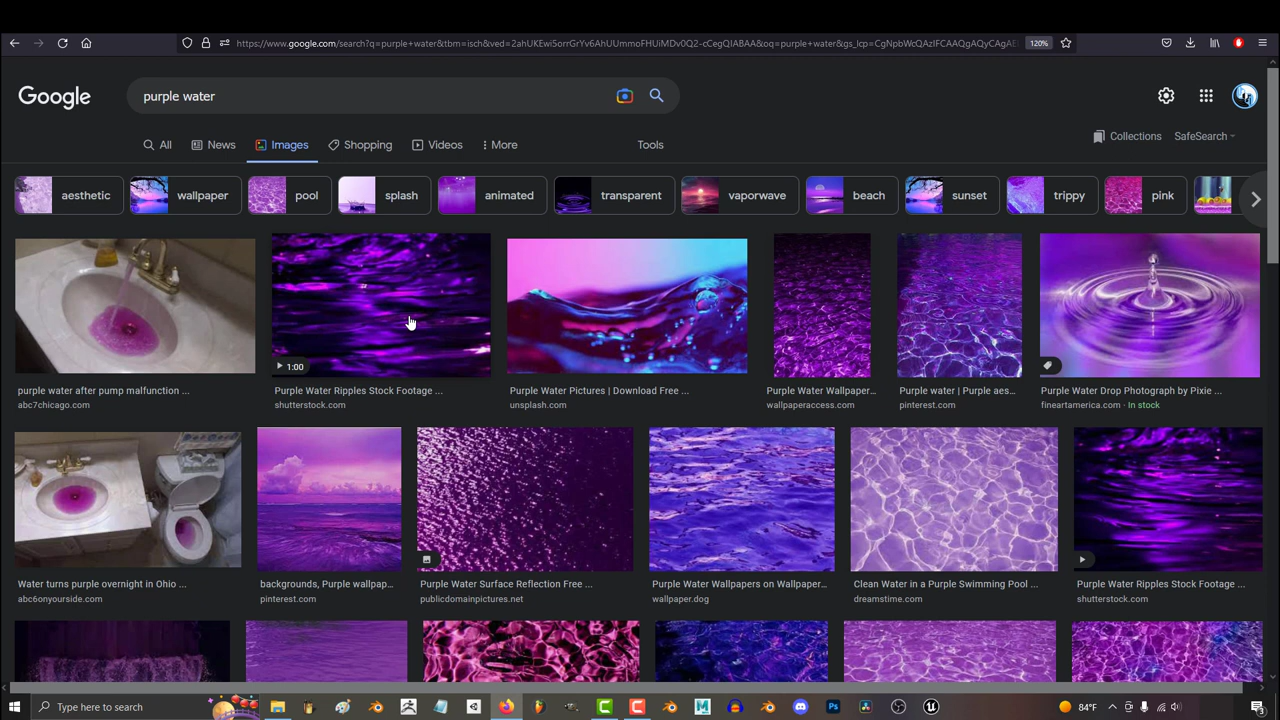 https://www.google.com/search?q=purple+water&tbm=isch&ved=2ahUKEwi5orrGrYv6AhUUmmoFHUiMDv0Q2-cCegQIABAA&oq=purple+water&gs_lcp=CgNpbWcQAzIFCAAQgAQyCAgAE
120%
Google
purple water
All
News
Images
Shopping
Videos
More
Tools
Collections
SafeSearch
aesthetic
wallpaper
pool
splash
animated
transparent
vaporwave
beach
sunset
trippy
pink
1:00
purple water after pump malfunction ...
abc7chicago.com
Purple Water Ripples Stock Footage ...
shutterstock.com
Purple Water Pictures | Download Free ...
unsplash.com
Purple Water Wallpaper...
wallpaperaccess.com
Purple water | Purple aes...
pinterest.com
Purple Water Drop Photograph by Pixie ...
fineartamerica.com · In stock
Water turns purple overnight in Ohio ...
abc6onyourside.com
backgrounds, Purple wallpap...
pinterest.com
Purple Water Surface Reflection Free ...
publicdomainpictures.net
Purple Water Wallpapers on Wallpaper...
wallpaper.dog
Clean Water in a Purple Swimming Pool ...
dreamstime.com
Purple Water Ripples Stock Footage ...
shutterstock.com
Type here to search
Ps
84°F
3